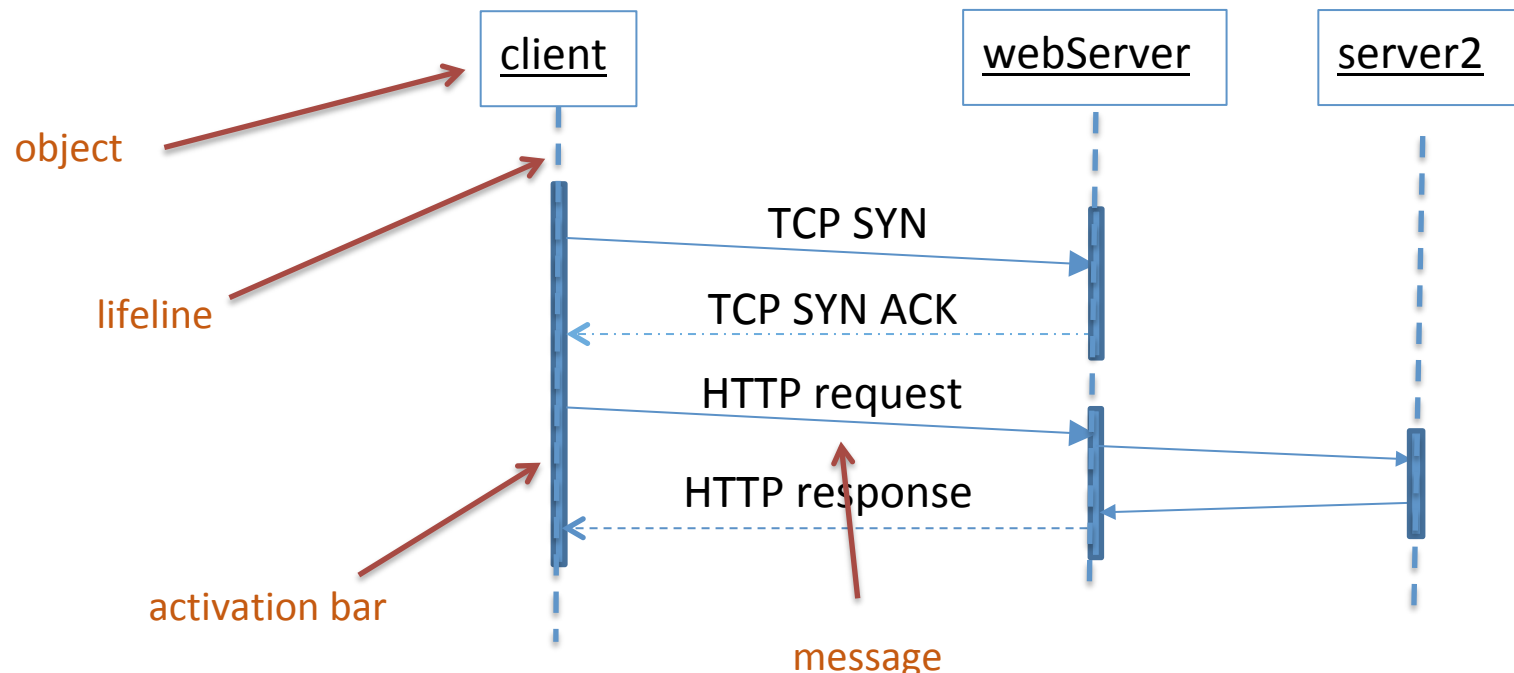 client
webServer
server2
object
TCP SYN
lifeline
TCP SYN ACK
HTTP request
HTTP response
activation bar
message